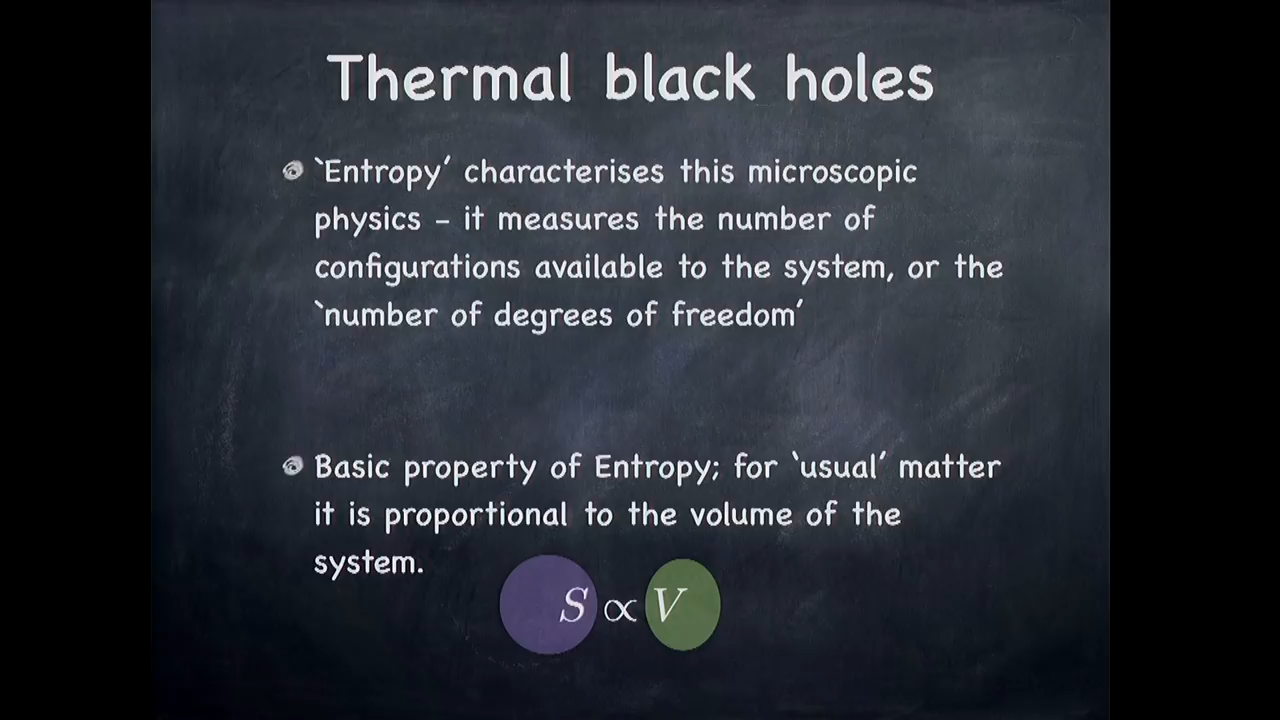 Thermal black holes
`Entropy’ characterises this microscopic
physics – it measures the number of
configurations available to the system, or the
`number of degrees of freedom’
Basic property of Entropy; for `usual’ matter
it is proportional to the volume of the
system.
S ∝ V